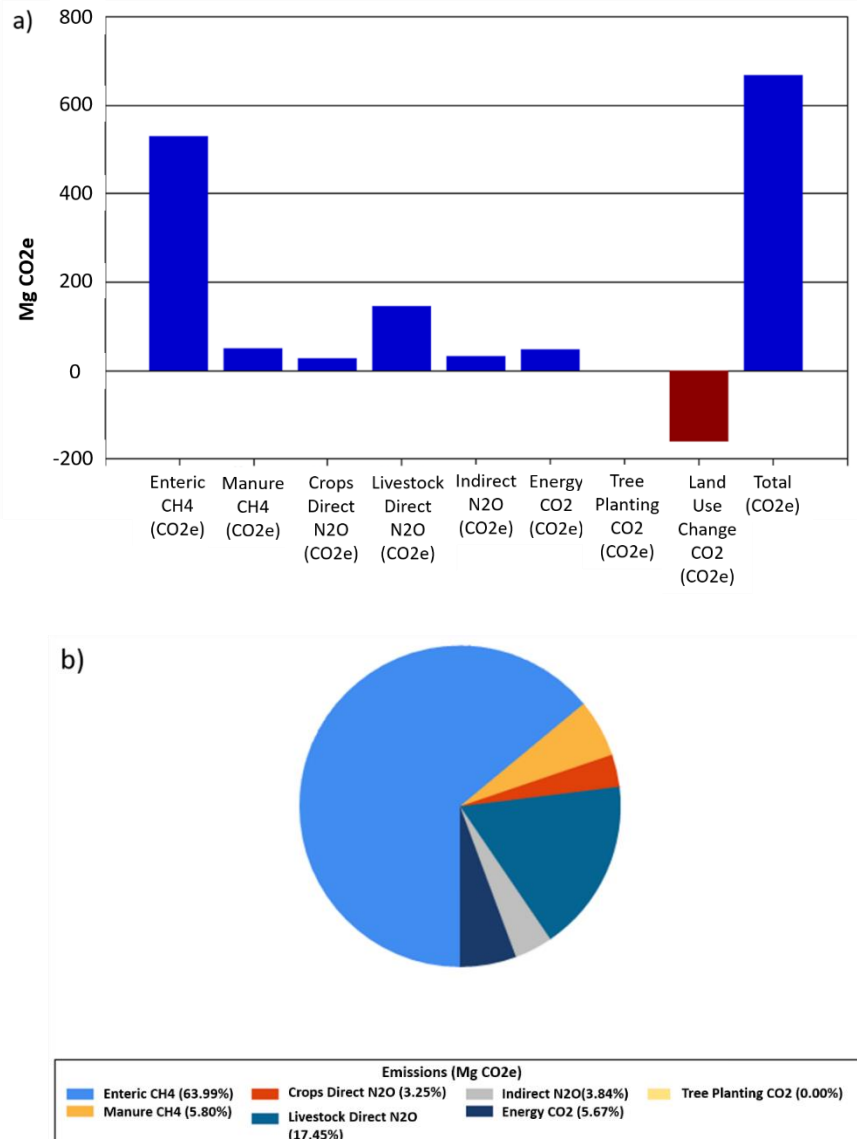 a)
800
600
400
200
0
-200
Mg CO2e
Enteric
CH4
(CO2e)
Manure
CH4
(CO2e)
Crops
Direct
N2O
(CO2e)
Livestock
Direct
N2O
(CO2e)
Indirect
N2O
(CO2e)
Energy
CO2
(CO2e)
Tree
Planting
CO2
(CO2e)
Land
Use
Change
CO2
(CO2e)
Total
(CO2e)
b)
Emissions (Mg CO2e)
Enteric CH4 (63.99%)
Manure CH4 (5.80%)
Crops Direct N2O (3.25%)
Livestock Direct N2O
(17.45%)
Indirect N2O(3.84%)
Energy CO2 (5.67%)
Tree Planting CO2 (0.00%)